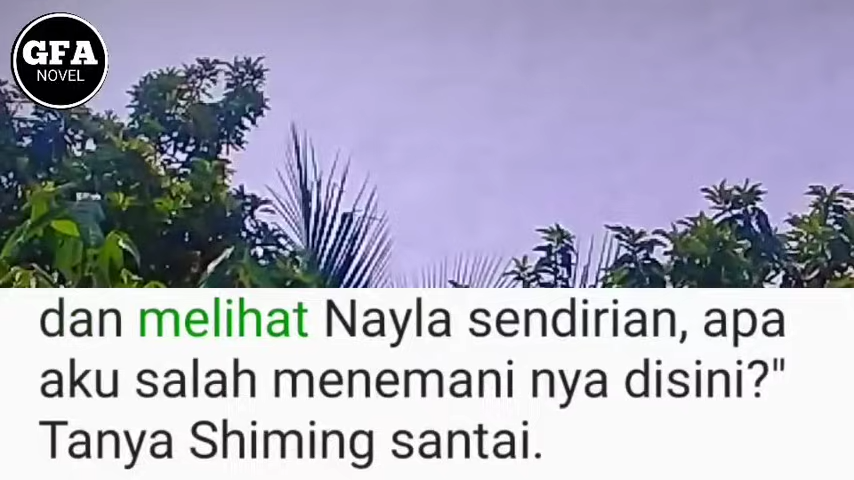 GFA
NOVEL
dan melihat Nayla sendirian, apa
aku salah menemani nya disini?"
Tanya Shiming santai.